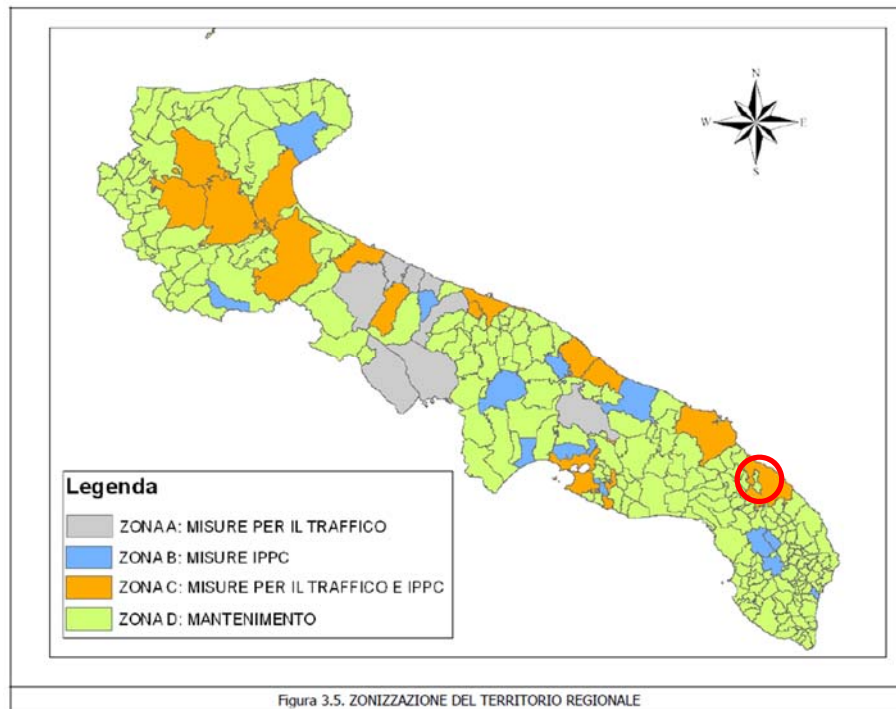 N
W E
S
Legenda
ZONA A: MISURE PER IL TRAFFICO
ZONA B: MISURE IPPC
ZONA C: MISURE PER IL TRAFFICO E IPPC
ZONA D: MANTENIMENTO
Figura 3.5. ZONIZZAZIONE DEL TERRITORIO REGIONALE